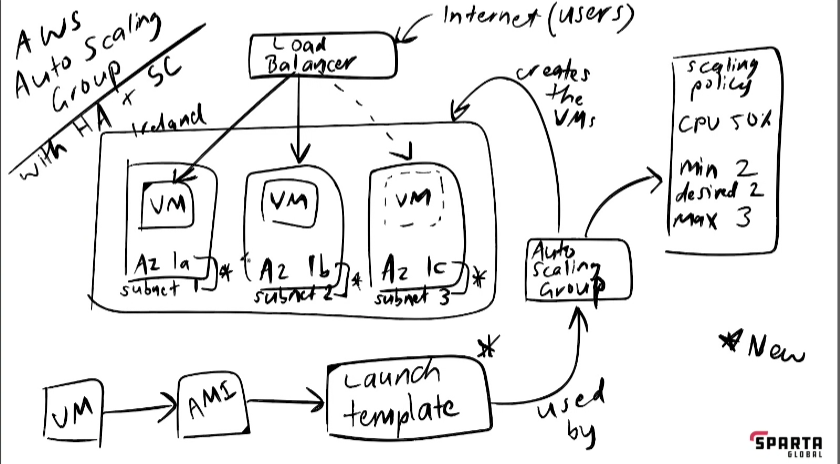 AWS
Auto Scaling
Group
with HA + SC
Internet (users)
Load
Balancer
Ireland
VM
AZ 1a
subnet 1
*
VM
AZ 1b
subnet 2
*
VM
AZ 1c
subnet 3
*
creates
the
VMs
Auto
scaling
Group
scaling
policy
CPU 50%
min 2
desired 2
max 3
* New
VM
AMI
Launch
template
*
used
by
SPARTA
GLOBAL